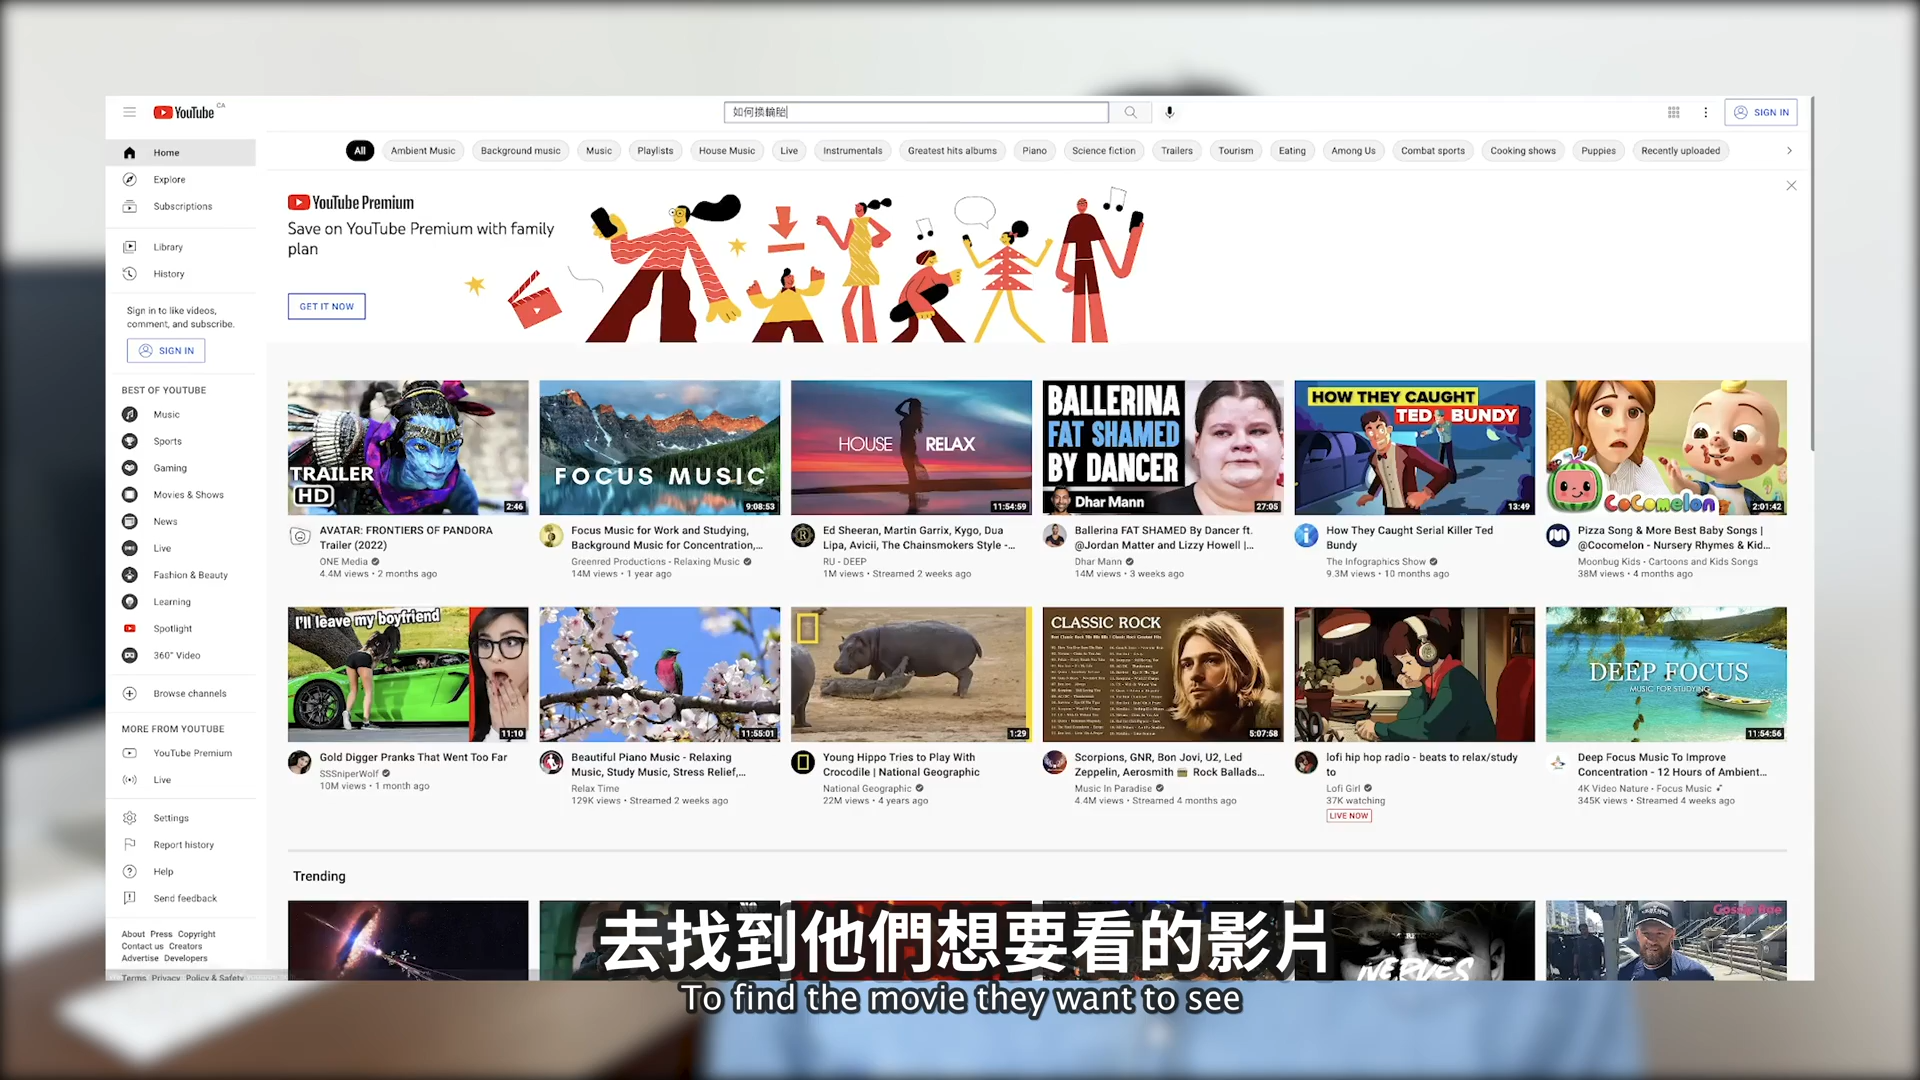 YouTube CA
如何換輪胎
SIGN IN
Home
Explore
Subscriptions
Library
History
Sign in to like videos,
comment, and subscribe.
SIGN IN
BEST OF YOUTUBE
Music
Sports
Gaming
Movies & Shows
News
Live
Fashion & Beauty
Learning
Spotlight
360° Video
Browse channels
MORE FROM YOUTUBE
YouTube Premium
Live
Settings
Report history
Help
Send feedback
About Press Copyright
Contact us Creators
Advertise Developers
Terms Privacy Policy & Safety
All Ambient Music Background music Music Playlists House Music Live Instrumentals Greatest hits albums Piano Science fiction Trailers Tourism Eating Among Us Combat sports Cooking shows Puppies Recently uploaded
YouTube Premium
Save on YouTube Premium with family
plan
GET IT NOW
TRAILER
HD
2:46
AVATAR: FRONTIERS OF PANDORA
Trailer (2022)
ONE Media
4.4M views • 2 months ago
FOCUS MUSIC
9:08:53
Focus Music for Work and Studying,
Background Music for Concentration,...
Greenred Productions - Relaxing Music
14M views • 1 year ago
HOUSE RELAX
11:54:59
Ed Sheeran, Martin Garrix, Kygo, Dua
Lipa, Avicii, The Chainsmokers Style -...
RU - DEEP
1M views • Streamed 2 weeks ago
BALLERINA
FAT SHAMED
BY DANCER
Dhar Mann
27:05
Ballerina FAT SHAMED By Dancer ft.
@Jordan Matter and Lizzy Howell |...
Dhar Mann
14M views • 3 weeks ago
HOW THEY CAUGHT
TED BUNDY
13:49
How They Caught Serial Killer Ted
Bundy
The Infographics Show
9.3M views • 10 months ago
CoComelon
2:01:42
Pizza Song & More Best Baby Songs |
@Cocomelon - Nursery Rhymes & Kid...
Moonbug Kids - Cartoons and Kids Songs
38M views • 4 months ago
I'll leave my boyfriend
11:10
Gold Digger Pranks That Went Too Far
SSSniperWolf
10M views • 1 month ago
11:55:01
Beautiful Piano Music - Relaxing
Music, Study Music, Stress Relief,...
Relax Time
129K views • Streamed 2 weeks ago
1:29
Young Hippo Tries to Play With
Crocodile | National Geographic
National Geographic
22M views • 4 years ago
CLASSIC ROCK
5:07:58
Scorpions, GNR, Bon Jovi, U2, Led
Zeppelin, Aerosmith Rock Ballads...
Music In Paradise
4.4M views • Streamed 4 months ago
lofi hip hop radio - beats to relax/study
to
Lofi Girl
37K watching
LIVE NOW
DEEP FOCUS
MUSIC FOR STUDYING
11:54:56
Deep Focus Music To Improve
Concentration - 12 Hours of Ambient...
4K Video Nature - Focus Music
345K views • Streamed 4 weeks ago
Trending
NERVES
去找到他們想要看的影片
To find the movie they want to see